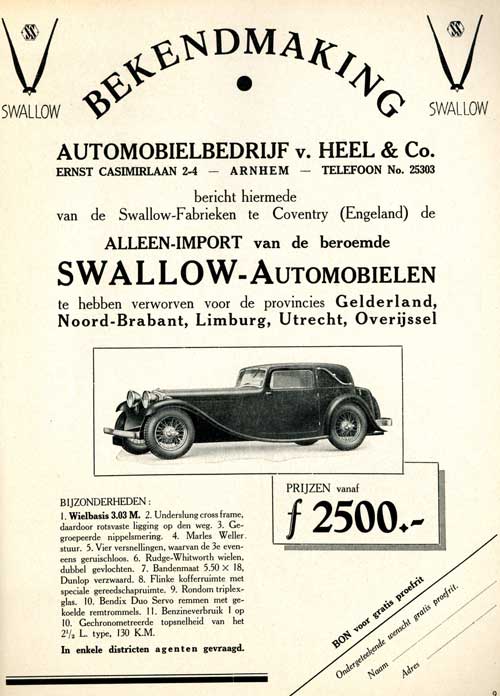 SS
SWALLOW
SS
SWALLOW
BEKENDMAKING
AUTOMOBIELBEDRIJF v. HEEL & Co.
ERNST CASIMIRLAAN 2-4 — ARNHEM — TELEFOON No. 25303
bericht hiermede
van de Swallow-Fabrieken te Coventry (Engeland) de
ALLEEN-IMPORT van de beroemde
SWALLOW-AUTOMOBIELEN
te hebben verworven voor de provincies Gelderland,
Noord-Brabant, Limburg, Utrecht, Overijssel
BIJZONDERHEDEN :
1. Wielbasis 3.03 M. 2. Underslung cross frame,
daardoor rotsvaste ligging op den weg. 3. Ge-
groepeerde nippelsmering. 4. Marles Weller
stuur. 5. Vier versnellingen, waarvan de 3e even-
eens geruischloos. 6. Rudge-Whitworth wielen,
dubbel gevlochten. 7. Bandenmaat 5.50 × 18,
Dunlop verzwaard. 8. Flinke kofferruimte met
speciale gereedschapruimte. 9. Rondom triplex-
glas. 10. Bendix Duo Servo remmen met ge-
koelde remtrommels. 11. Benzineverbruik 1 op
10. Gechronometreerde topsnelheid van het
2½ L. type, 130 K.M.
In enkele districten agenten gevraagd.
PRIJZEN vanaf
f 2500.-
BON voor gratis proefrit
Ondergeteekende wenscht gratis proefrit.
Naam
Adres